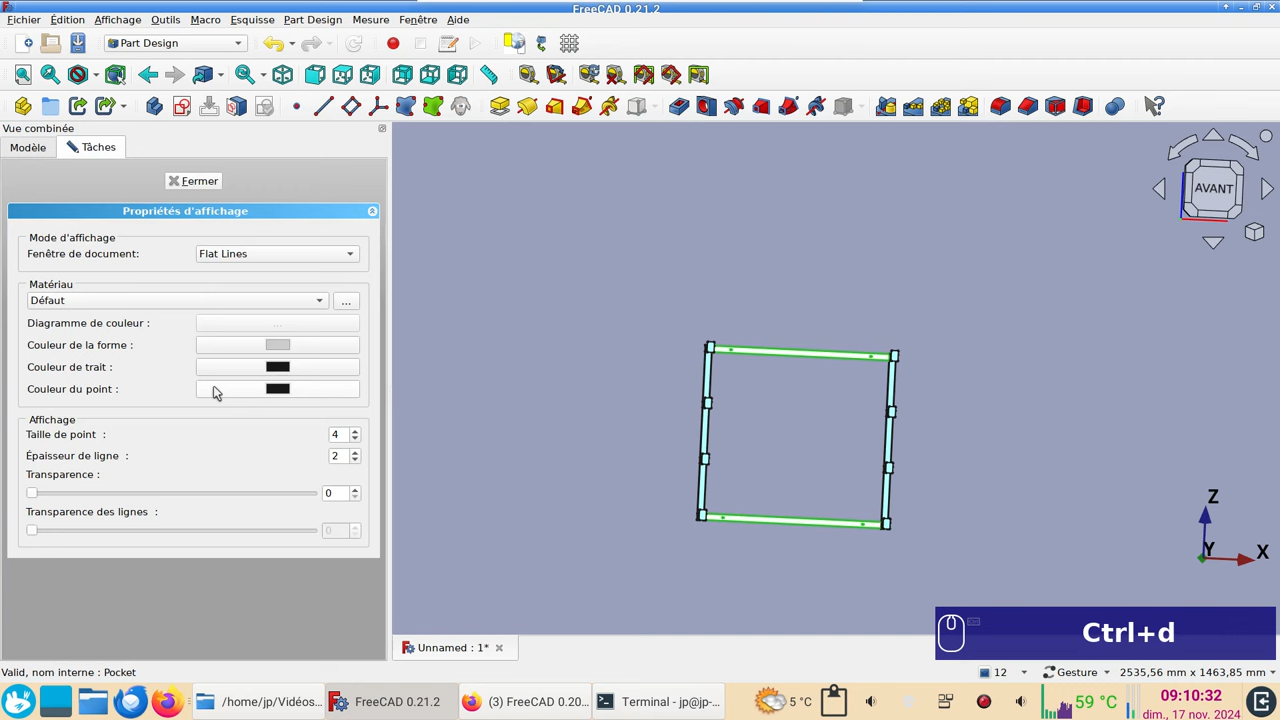 FreeCAD 0.21.2
Fichier Édition Affichage Outils Macro Esquisse Part Design Mesure Fenêtre Aide
Part Design
Vue combinée
Modèle Tâches
Fermer
Propriétés d'affichage
Mode d'affichage
Fenêtre de document: Flat Lines
Matériau
Défaut ...
Diagramme de couleur : ...
Couleur de la forme :
Couleur de trait :
Couleur du point :
Affichage
Taille de point : 4
Épaisseur de ligne : 2
Transparence :
0
Transparence des lignes :
0
AVANT
Z
Y
X
Ctrl+d
Unnamed : 1*
Valid, nom interne : Pocket
12 Gesture 2535,56 mm x 1463,85 mm
/home/jp/Vidéos... FreeCAD 0.21.2 (3) FreeCAD 0.20... Terminal - jp@jp-... 5 °C 59 °C 09:10:32
dim., 17 nov. 2024